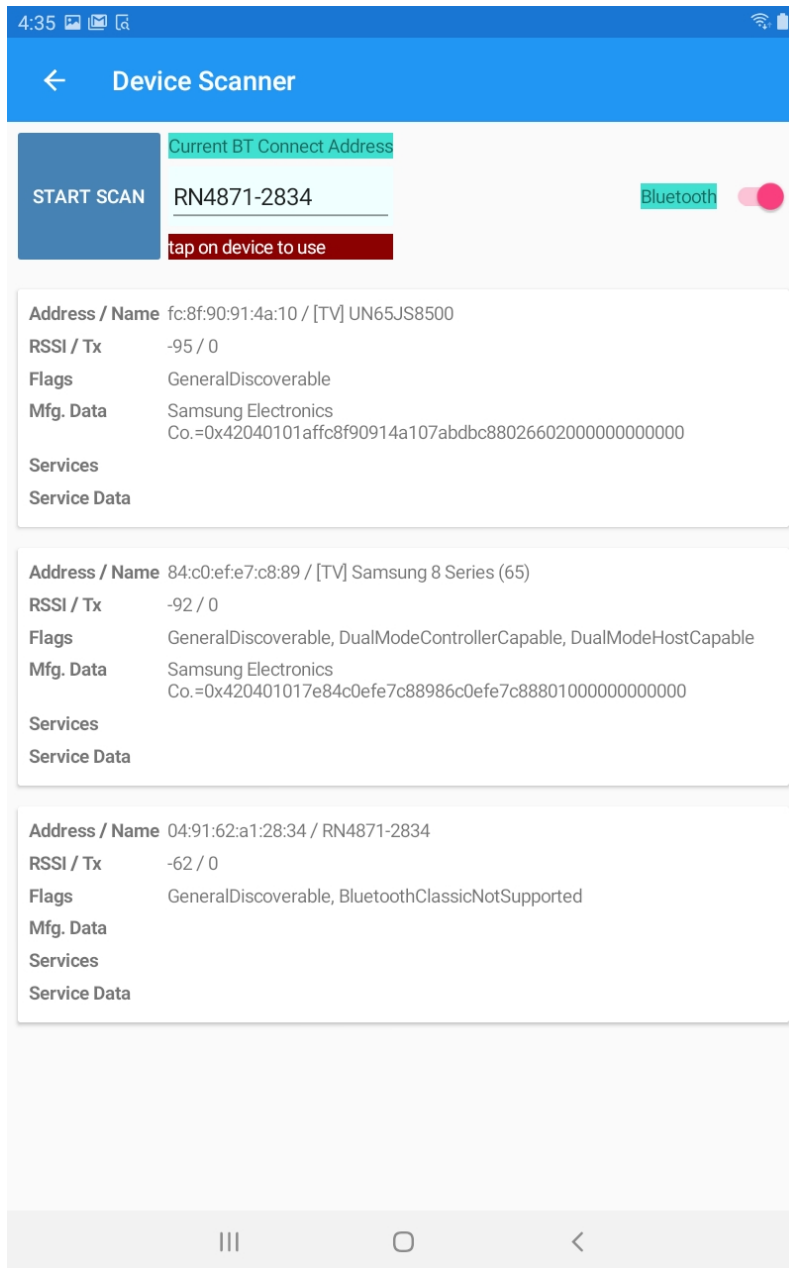 4:35
Device Scanner
START SCAN
Current BT Connect Address
RN4871-2834
tap on device to use
Bluetooth
Address / Name fc:8f:90:91:4a:10 / [TV] UN65JS8500
RSSI / Tx -95 / 0
Flags GeneralDiscoverable
Mfg. Data Samsung Electronics
Co.=0x42040101affc8f90914a107abdbc88026602000000000000
Services
Service Data
Address / Name 84:c0:ef:e7:c8:89 / [TV] Samsung 8 Series (65)
RSSI / Tx -92 / 0
Flags GeneralDiscoverable, DualModeControllerCapable, DualModeHostCapable
Mfg. Data Samsung Electronics
Co.=0x420401017e84c0efe7c88986c0efe7c88801000000000000
Services
Service Data
Address / Name 04:91:62:a1:28:34 / RN4871-2834
RSSI / Tx -62 / 0
Flags GeneralDiscoverable, BluetoothClassicNotSupported
Mfg. Data
Services
Service Data